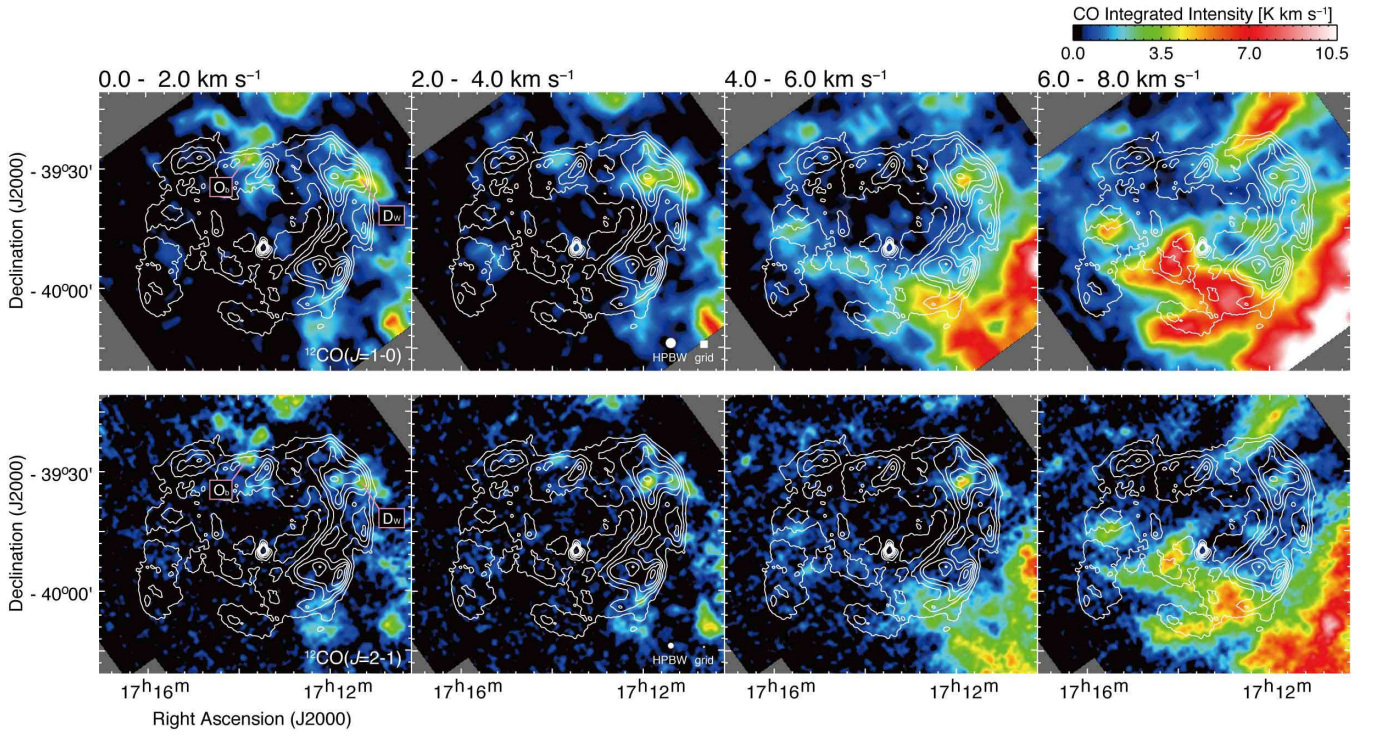 CO Integrated Intensity [K km s⁻¹]
0.0 3.5 7.0 10.5
0.0 - 2.0 km s⁻¹ 2.0 - 4.0 km s⁻¹ 4.0 - 6.0 km s⁻¹ 6.0 - 8.0 km s⁻¹
Declination (J2000)
- 39°30'
- 40°00'
O_b
D_w
¹²CO(J=1-0)
HPBW grid
Declination (J2000)
- 39°30'
- 40°00'
O_b
D_w
¹²CO(J=2-1)
HPBW grid
17ʰ16ᵐ 17ʰ12ᵐ 17ʰ16ᵐ 17ʰ12ᵐ 17ʰ16ᵐ 17ʰ12ᵐ 17ʰ16ᵐ 17ʰ12ᵐ
Right Ascension (J2000)